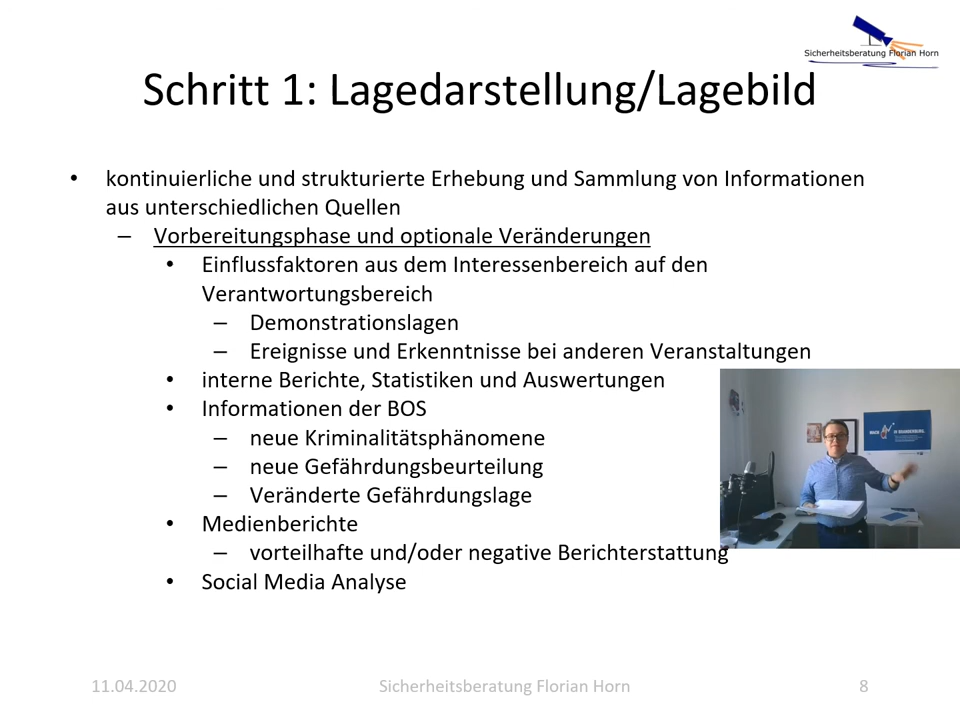 Sicherheitsberatung Florian Horn
Schritt 1: Lagedarstellung/Lagebild
• kontinuierliche und strukturierte Erhebung und Sammlung von Informationen
aus unterschiedlichen Quellen
– Vorbereitungsphase und optionale Veränderungen
• Einflussfaktoren aus dem Interessenbereich auf den
Verantwortungsbereich
– Demonstrationslagen
– Ereignisse und Erkenntnisse bei anderen Veranstaltungen
• interne Berichte, Statistiken und Auswertungen
• Informationen der BOS
– neue Kriminalitätsphänomene
– neue Gefährdungsbeurteilung
– Veränderte Gefährdungslage
• Medienberichte
– vorteilhafte und/oder negative Berichterstattung
• Social Media Analyse
11.04.2020
Sicherheitsberatung Florian Horn
8